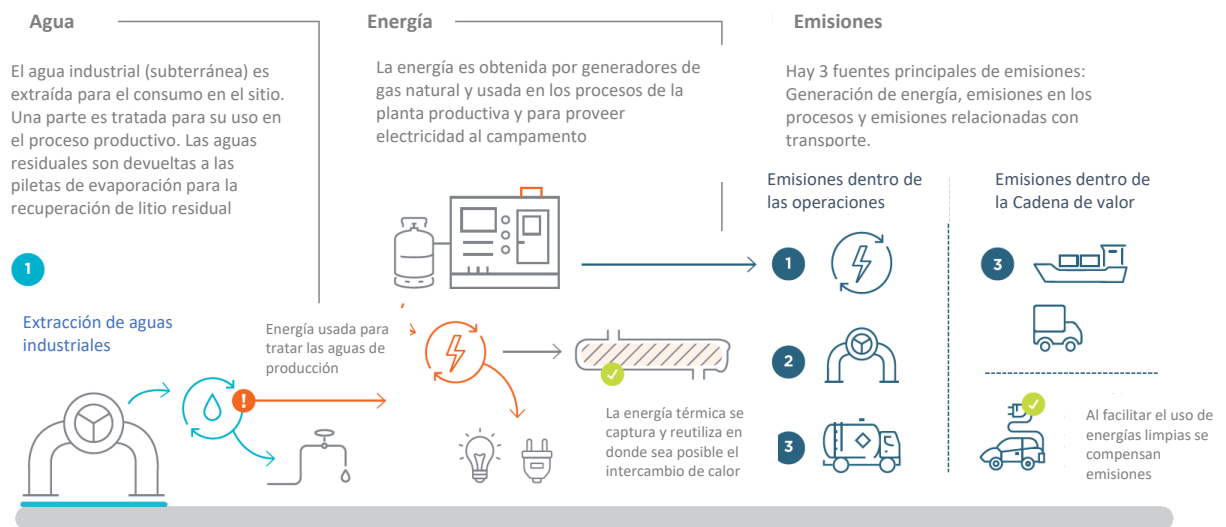 Agua
El agua industrial (subterránea) es
extraída para el consumo en el sitio.
Una parte es tratada para su uso en
el proceso productivo. Las aguas
residuales son devueltas a las
piletas de evaporación para la
recuperación de litio residual
1
Extracción de aguas
industriales
Energía usada para
tratar las aguas de
producción
!
Energía
La energía es obtenida por generadores de
gas natural y usada en los procesos de la
planta productiva y para proveer
electricidad al campamento
La energía térmica se
captura y reutiliza en
donde sea posible el
intercambio de calor
Emisiones
Hay 3 fuentes principales de emisiones:
Generación de energía, emisiones en los
procesos y emisiones relacionadas con
transporte.
Emisiones dentro de
las operaciones
1
2
3
Emisiones dentro de
la Cadena de valor
3
Al facilitar el uso de
energías limpias se
compensan
emisiones